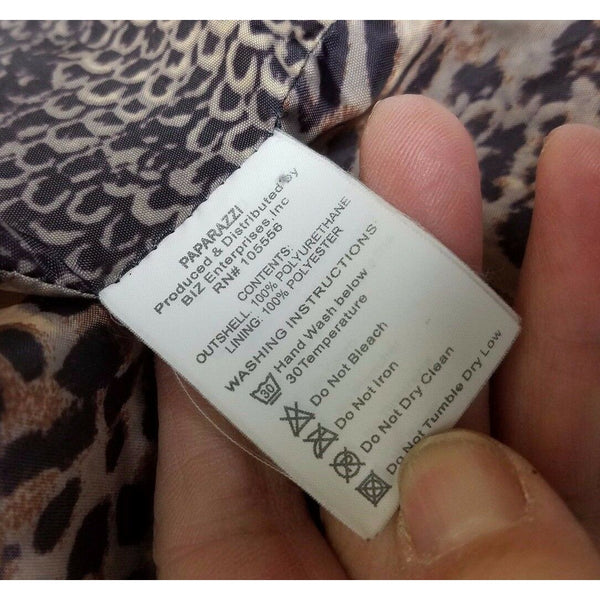 PAPARAZZI
Produced & Distributed by
BIZ Enterprises.Inc
RN# 105556
CONTENTS:
OUTSHELL: 100% POLYURETHANE
LINING: 100% POLYESTER
WASHING INSTRUCTIONS:
30 Hand Wash below
30Temperature
Do Not Bleach
Do Not Iron
Do Not Dry Clean
Do Not Tumble Dry Low